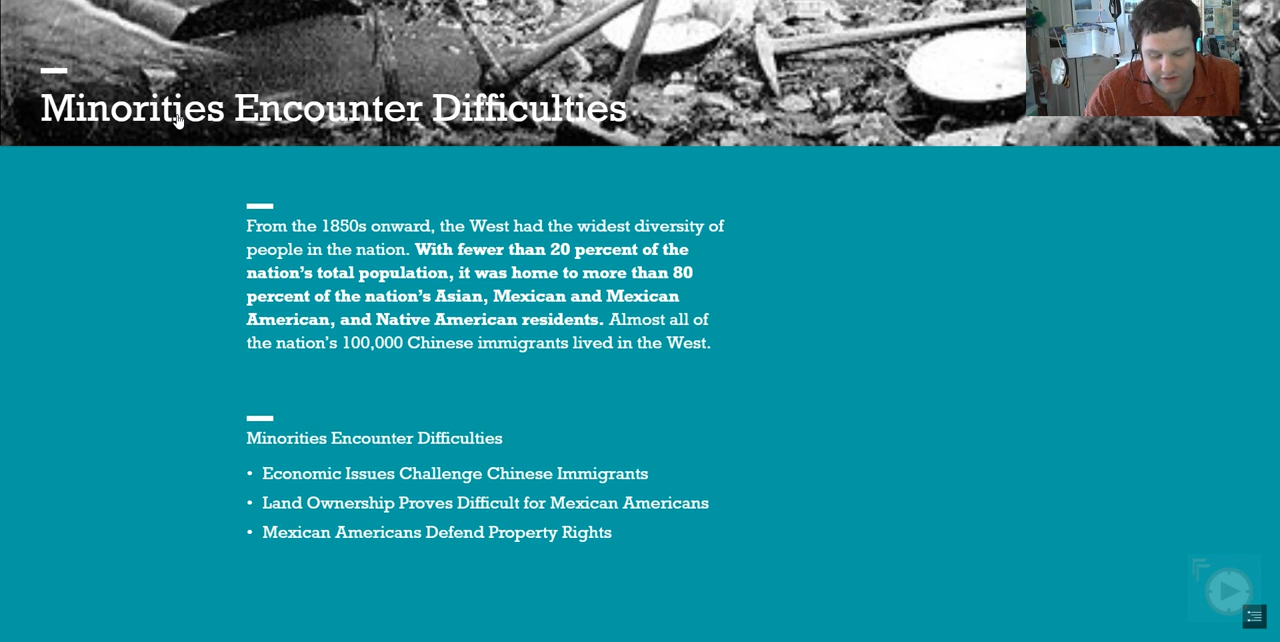 Minorities Encounter Difficulties
From the 1850s onward, the West had the widest diversity of
people in the nation. With fewer than 20 percent of the
nation’s total population, it was home to more than 80
percent of the nation’s Asian, Mexican and Mexican
American, and Native American residents. Almost all of
the nation’s 100,000 Chinese immigrants lived in the West.
Minorities Encounter Difficulties
• Economic Issues Challenge Chinese Immigrants
• Land Ownership Proves Difficult for Mexican Americans
• Mexican Americans Defend Property Rights